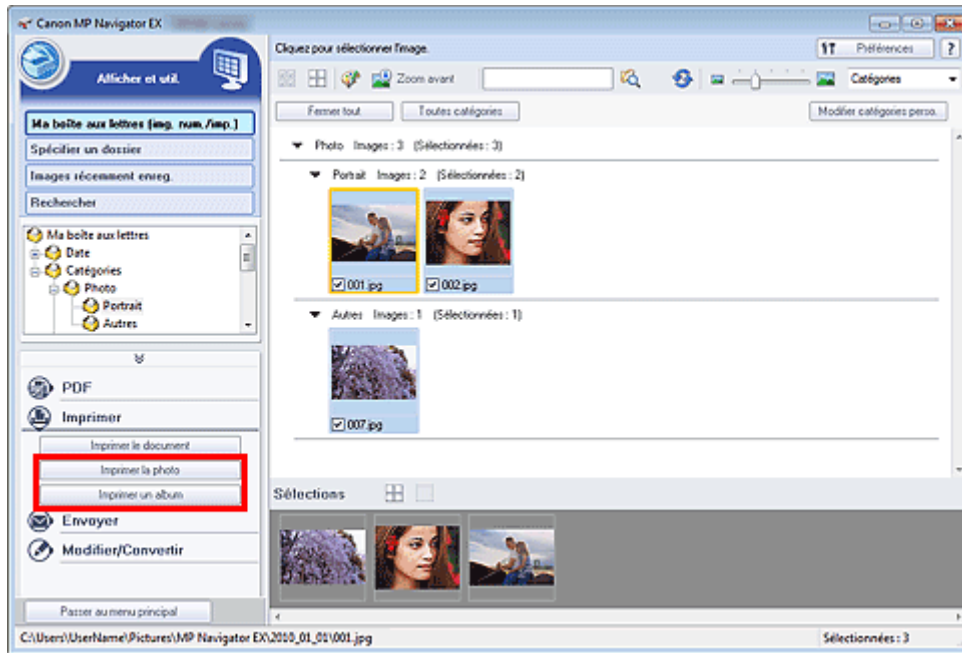 Canon MP Navigator EX
Afficher et util.
Ma boîte aux lettres (img. num./imp.)
Spécifier un dossier
Images récemment enreg.
Rechercher
Ma boîte aux lettres
Date
Catégories
Photo
Portrait
Autres
PDF
Imprimer
Imprimer le document
Imprimer la photo
Imprimer un album
Envoyer
Modifier/Convertir
Passer au menu principal
Cliquez pour sélectionner l'image.
Préférences
?
Zoom avant
Catégories
Fermer tout
Toutes catégories
Modifier catégories perso.
Photo Images : 3 (Sélectionnées : 3)
Portrait Images : 2 (Sélectionnées : 2)
001.jpg
002.jpg
Autres Images : 1 (Sélectionnées : 1)
007.jpg
Sélections
C:\Users\UserName\Pictures\MP Navigator EX\2010_01_01\001.jpg
Sélectionnées : 3